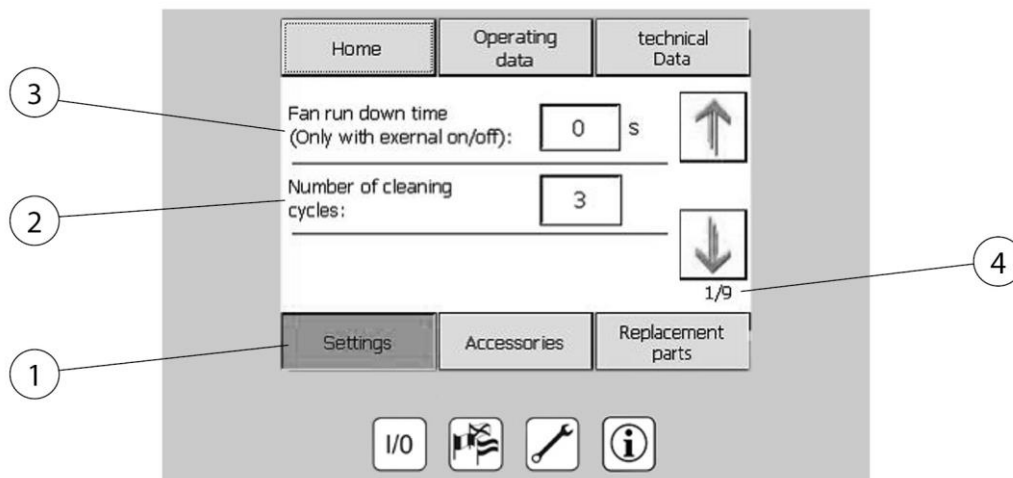 Home
Operating
data
technical
Data
3
Fan run down time
(Only with exernal on/off):
0
s
2
Number of cleaning
cycles:
3
4
1/9
1
Settings
Accessories
Replacement
parts
I/0
i